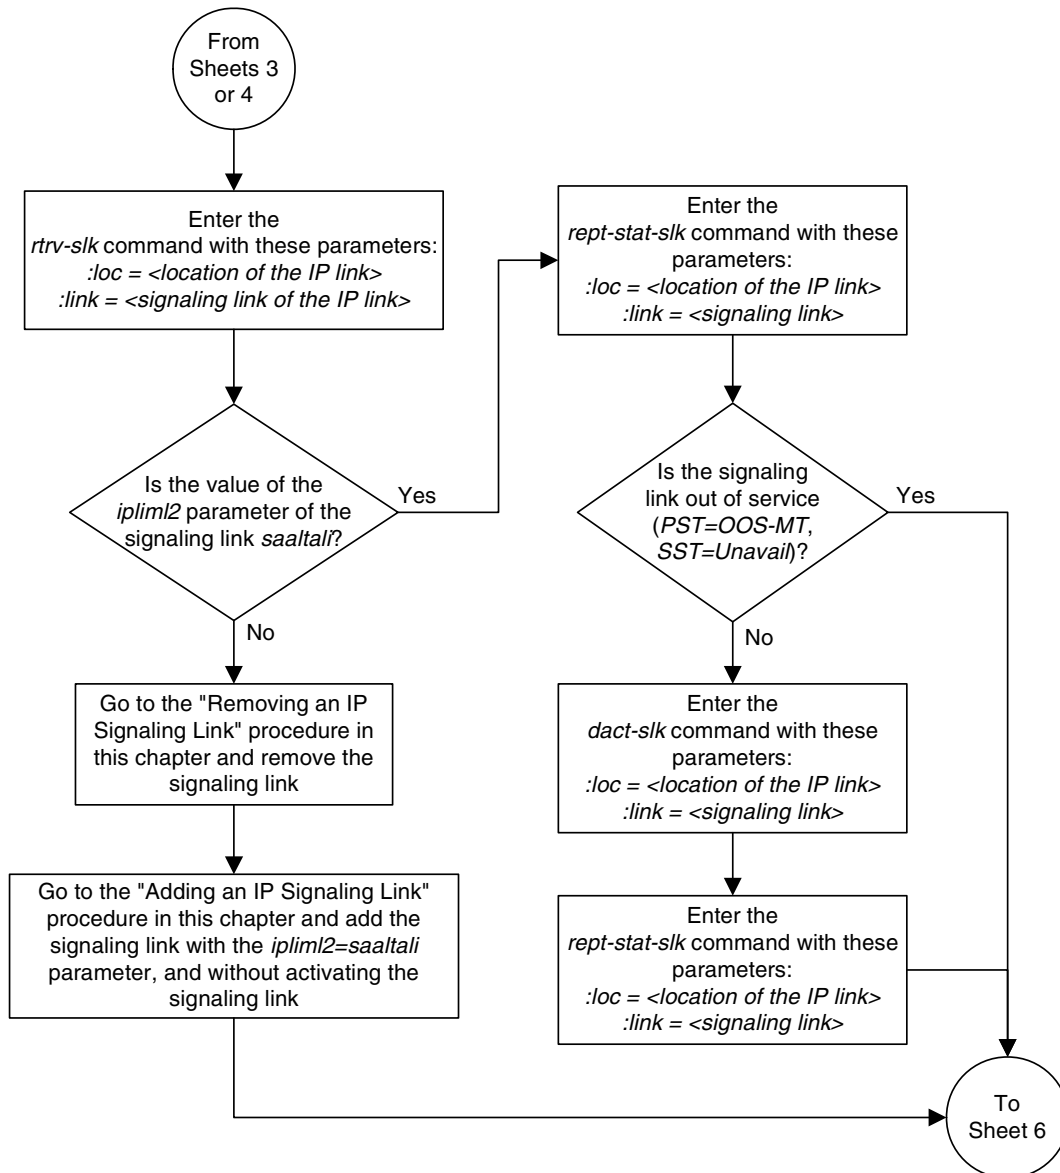 From
Sheets 3
or 4
Enter the
rtrv-slk command with these parameters:
:loc = <location of the IP link>
:link = <signaling link of the IP link>
Is the value of the
ipliml2 parameter of the
signaling link saaltali?
Yes
No
Go to the "Removing an IP
Signaling Link" procedure in
this chapter and remove the
signaling link
Go to the "Adding an IP Signaling Link"
procedure in this chapter and add the
signaling link with the ipliml2=saaltali
parameter, and without activating the
signaling link
Enter the
rept-stat-slk command with these
parameters:
:loc = <location of the IP link>
:link = <signaling link>
Is the signaling
link out of service
(PST=OOS-MT,
SST=Unavail)?
Yes
No
Enter the
dact-slk command with these
parameters:
:loc = <location of the IP link>
:link = <signaling link>
Enter the
rept-stat-slk command with these
parameters:
:loc = <location of the IP link>
:link = <signaling link>
To
Sheet 6